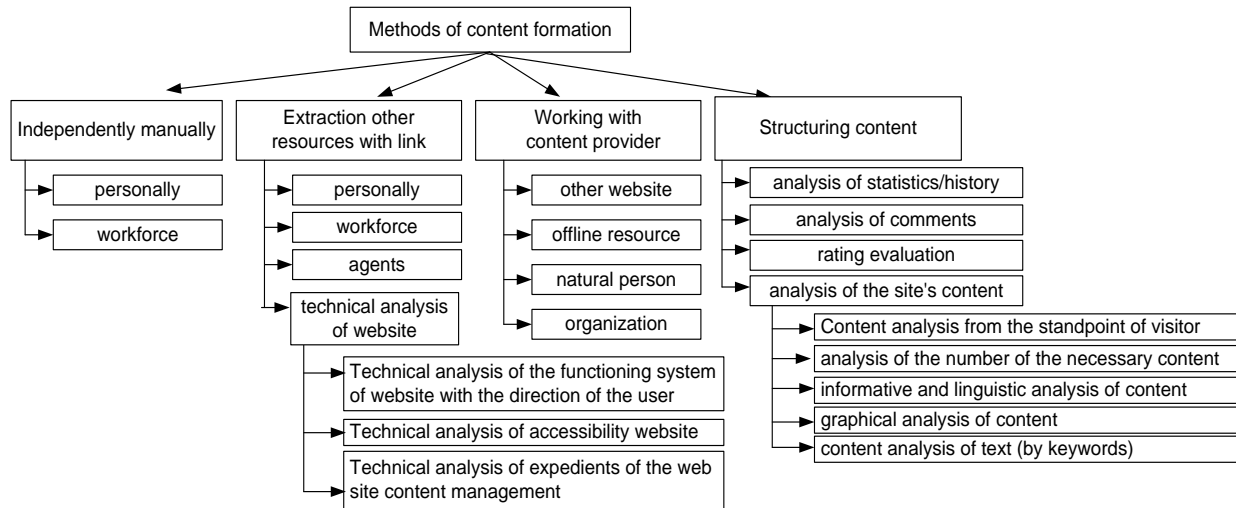 Methods of content formation
Independently manually
personally
workforce
Extraction other
resources with link
personally
workforce
agents
technical analysis
of website
Technical analysis of the functioning system
of website with the direction of the user
Technical analysis of accessibility website
Technical analysis of expedients of the web
site content management
Working with
content provider
other website
offline resource
natural person
organization
Structuring content
analysis of statistics/history
analysis of comments
rating evaluation
analysis of the site's content
Content analysis from the standpoint of visitor
analysis of the number of the necessary content
informative and linguistic analysis of content
graphical analysis of content
content analysis of text (by keywords)